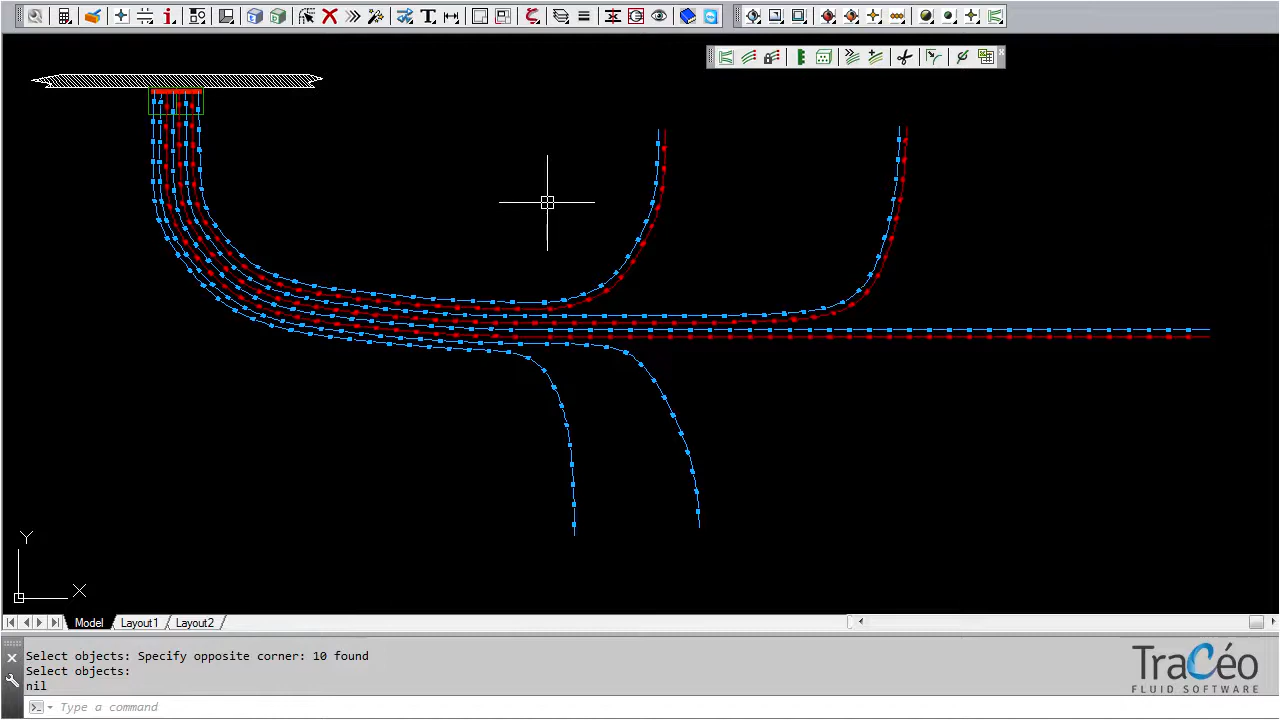 Y
X
Model Layout1 Layout2
Select objects: Specify opposite corner: 10 found
Select objects:
nil
Type a command
TraCéo
FLUID SOFTWARE